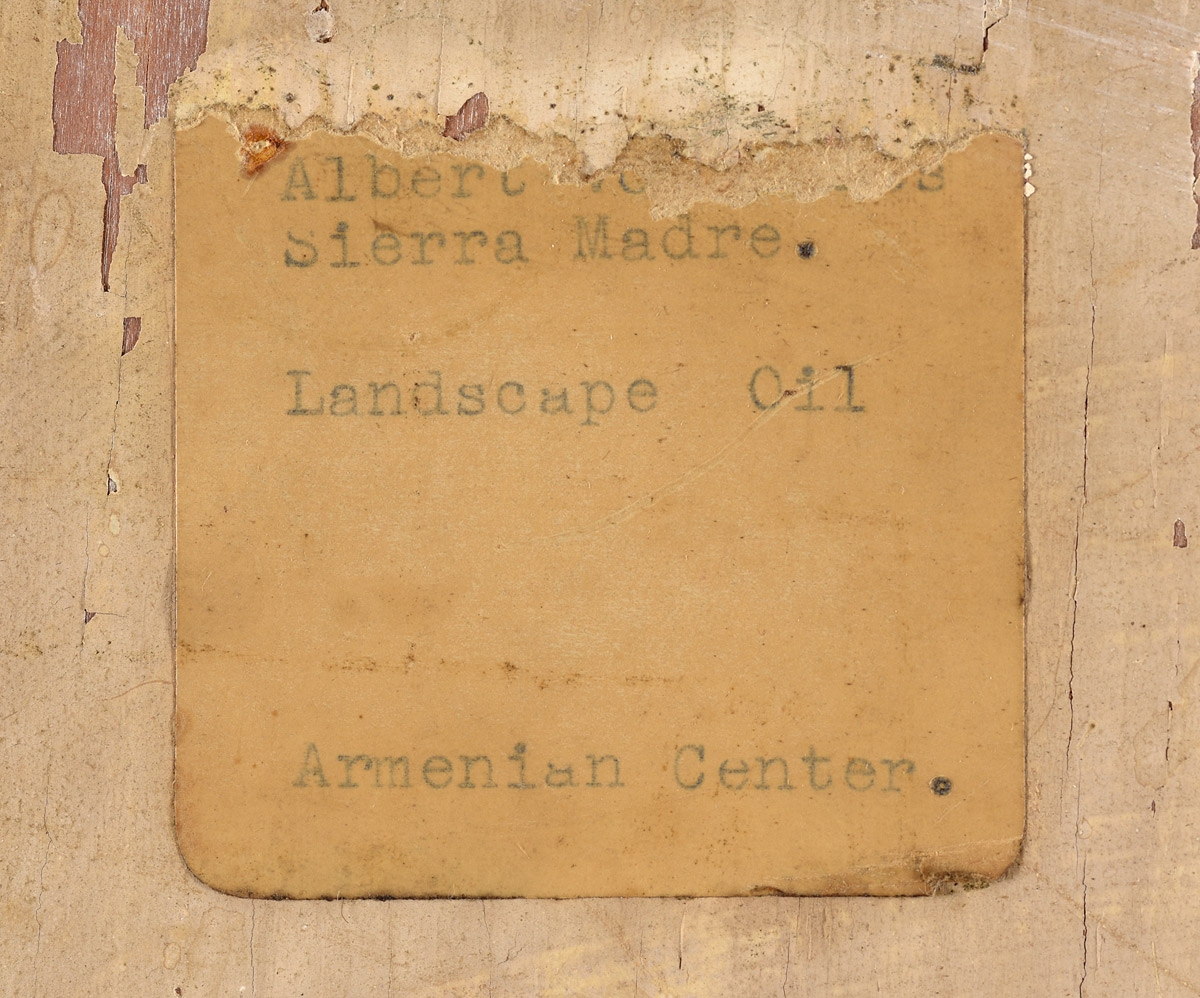 Albert
Sierra Madre.
Landscape Oil
Armenian Center.